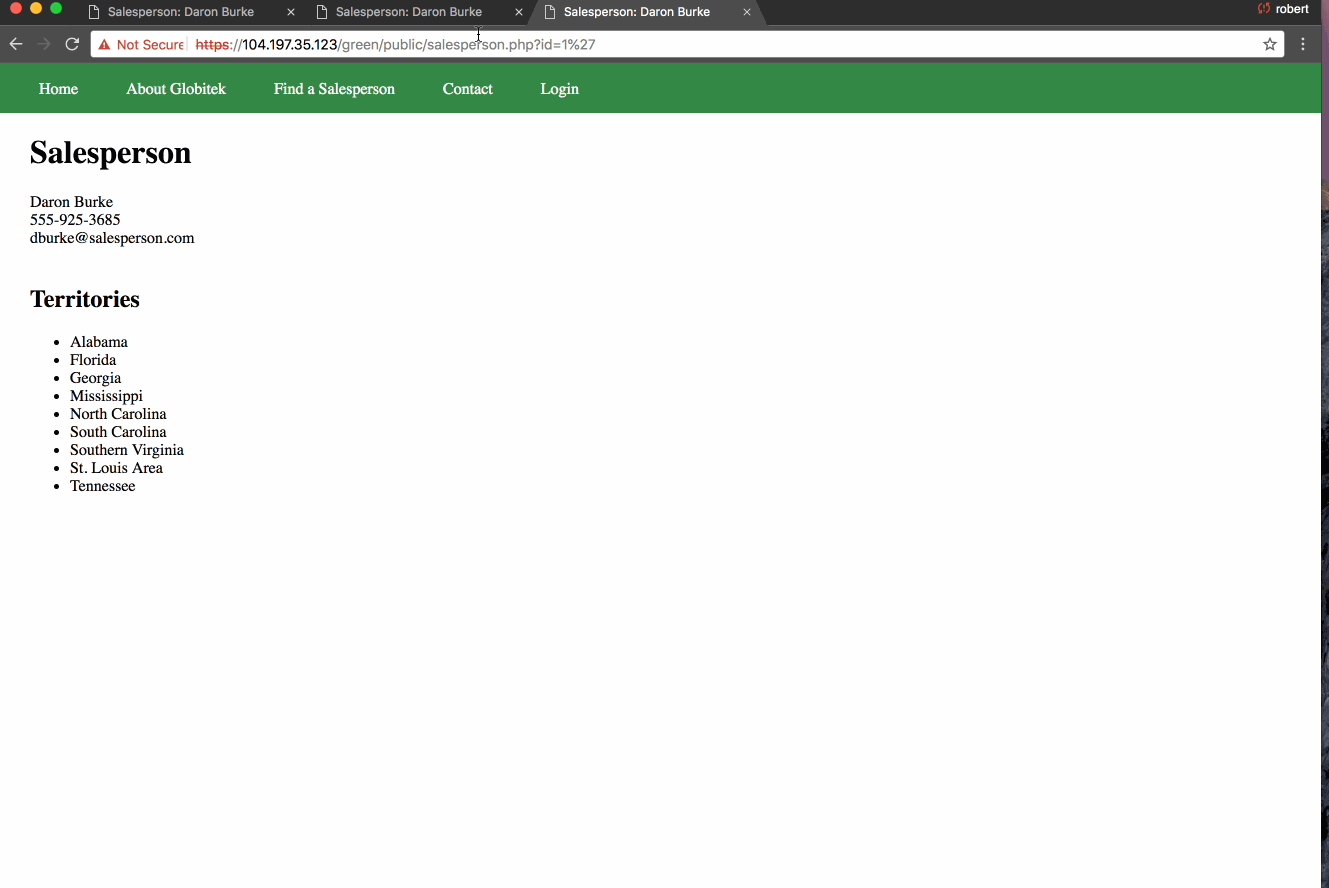 Salesperson: Daron Burke
Salesperson: Daron Burke
Salesperson: Daron Burke
robert
Not Secure
https://104.197.35.123/green/public/salesperson.php?id=1%27
Home About Globitek Find a Salesperson Contact Login
Salesperson
Daron Burke
555-925-3685
dburke@salesperson.com
Territories
Alabama
Florida
Georgia
Mississippi
North Carolina
South Carolina
Southern Virginia
St. Louis Area
Tennessee